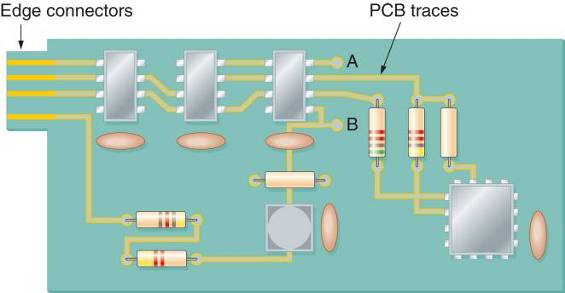 Edge connectors
PCB traces
A
B